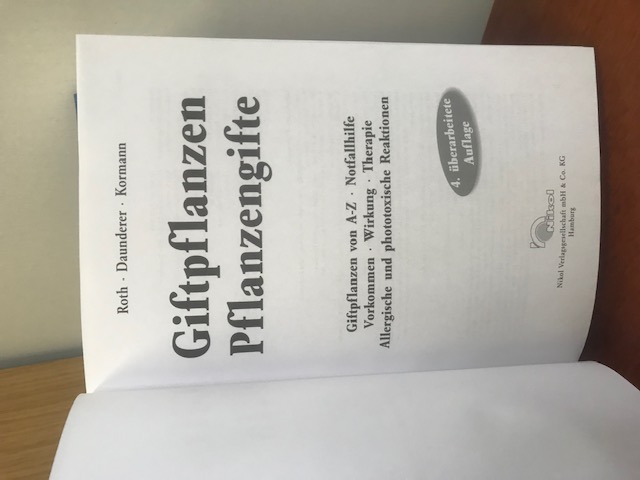 Roth · Daunderer · Kormann
Giftpflanzen
Pflanzengifte
Giftpflanzen von A-Z · Notfallhilfe
Vorkommen · Wirkung · Therapie
Allergische und phototoxische Reaktionen
4. überarbeitete
Auflage
Nikol
Nikol Verlagsgesellschaft mbH & Co. KG
Hamburg